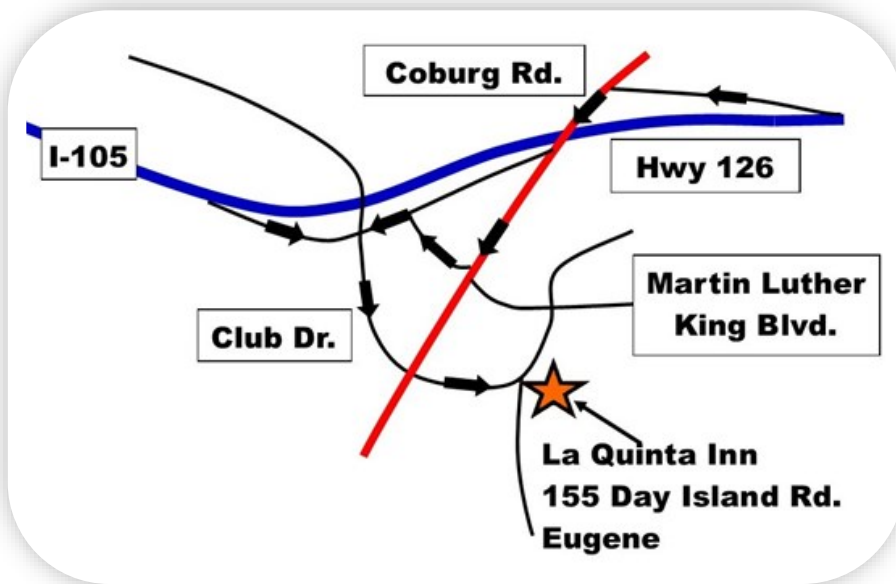 Coburg Rd.
I-105
Hwy 126
Martin Luther
King Blvd.
Club Dr.
La Quinta Inn
155 Day Island Rd.
Eugene